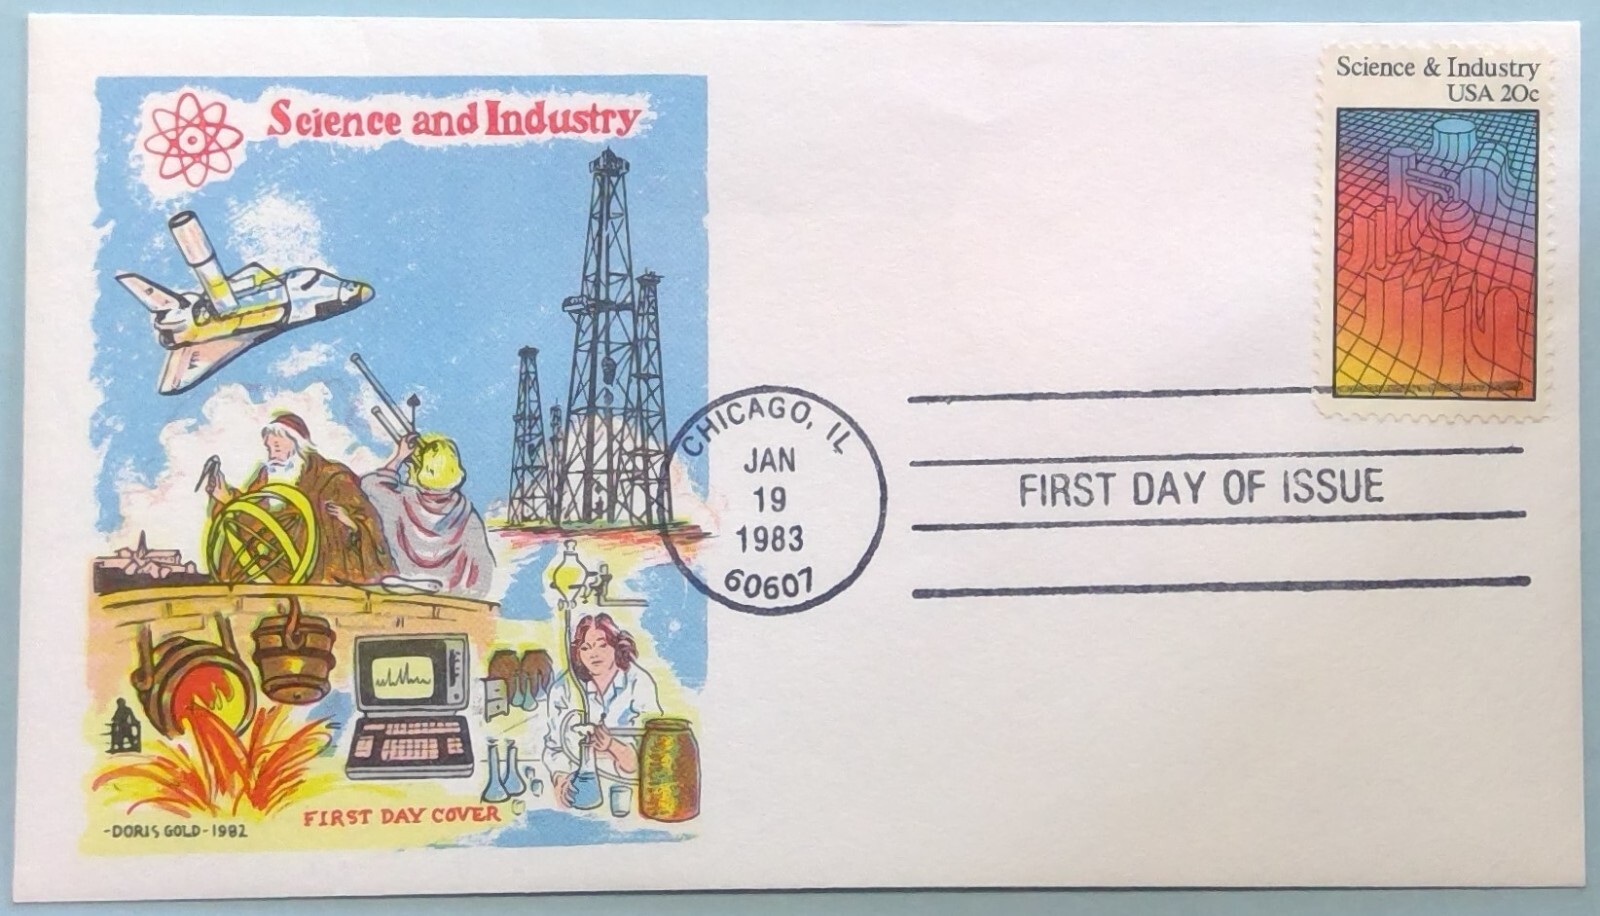 Science and Industry
FIRST DAY COVER
-DORIS GOLD-1982
Science & Industry
USA 20c
CHICAGO, IL
JAN
19
1983
60607
FIRST DAY OF ISSUE